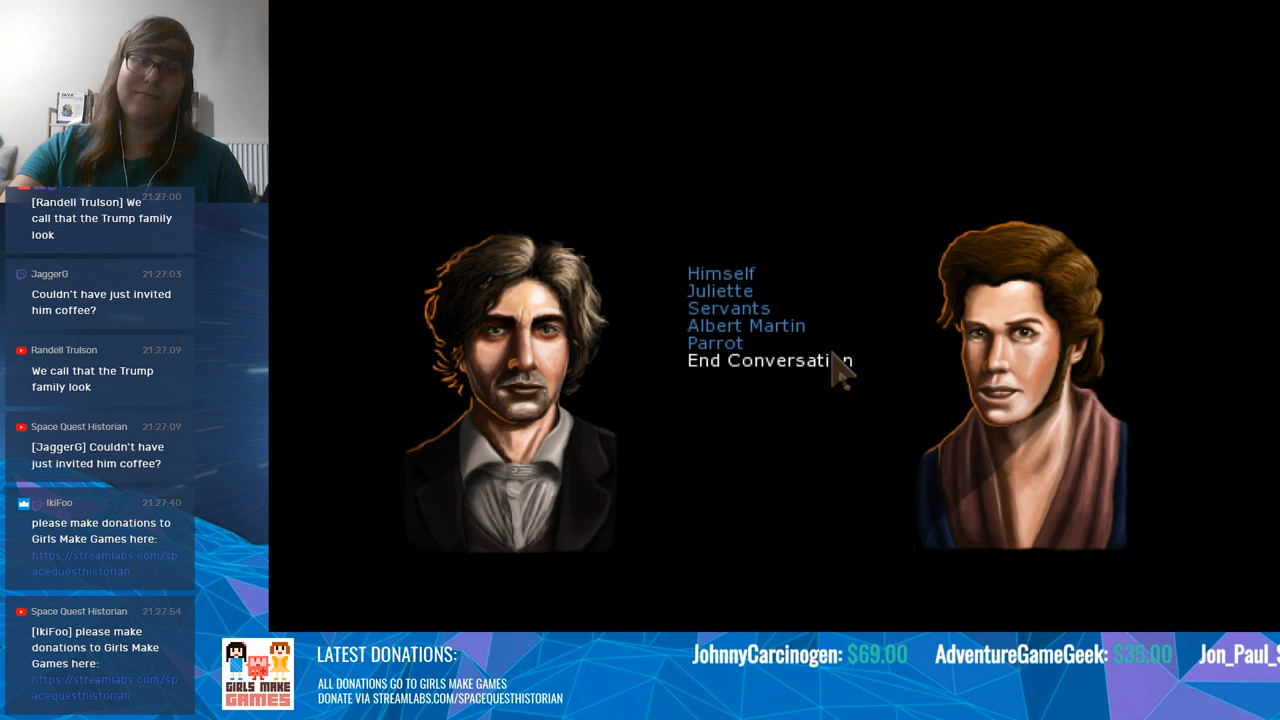 JAVA
21:27:00
[Randell Trulson] We
call that the Trump family
look
JaggerG 21:27:03
Couldn't have just invited
him coffee?
Randell Trulson 21:27:09
We call that the Trump
family look
Space Quest Historian 21:27:09
[JaggerG] Couldn't have
just invited him coffee?
IkiFoo 21:27:40
please make donations to
Girls Make Games here:
https://streamlabs.com/sp
acequesthistorian
Space Quest Historian 21:27:54
[IkiFoo] please make
donations to Girls Make
Games here:
https://streamlabs.com/sp
acequesthistorian
Himself
Juliette
Servants
Albert Martin
Parrot
End Conversation
GIRLS MAKE
GAMES
LATEST DONATIONS:
ALL DONATIONS GO TO GIRLS MAKE GAMES
DONATE VIA STREAMLABS.COM/SPACEQUESTHISTORIAN
JohnnyCarcinogen: $69.00 AdventureGameGeek: $35.00 Jon_Paul_S